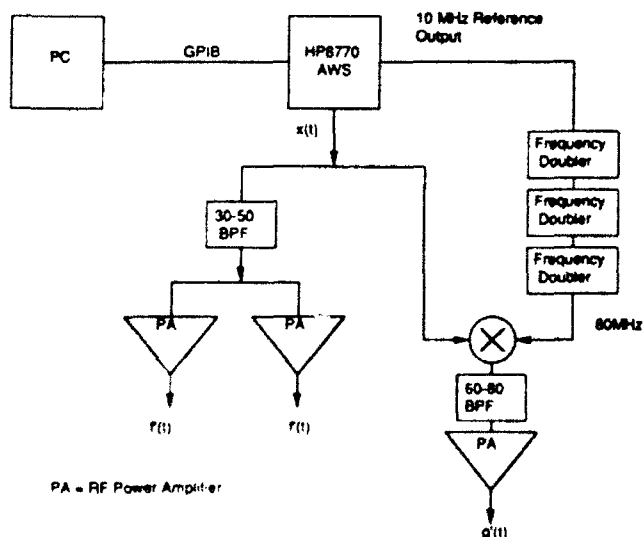 10 MHz Reference
Output
PC
GPIB
HP8770
AWS
x(t)
Frequency
Doubler
30-50
BPF
Frequency
Doubler
Frequency
Doubler
PA
PA
80MHz
60-80
BPF
f'(t)
f'(t)
PA
PA = RF Power Amplifier
g'(t)